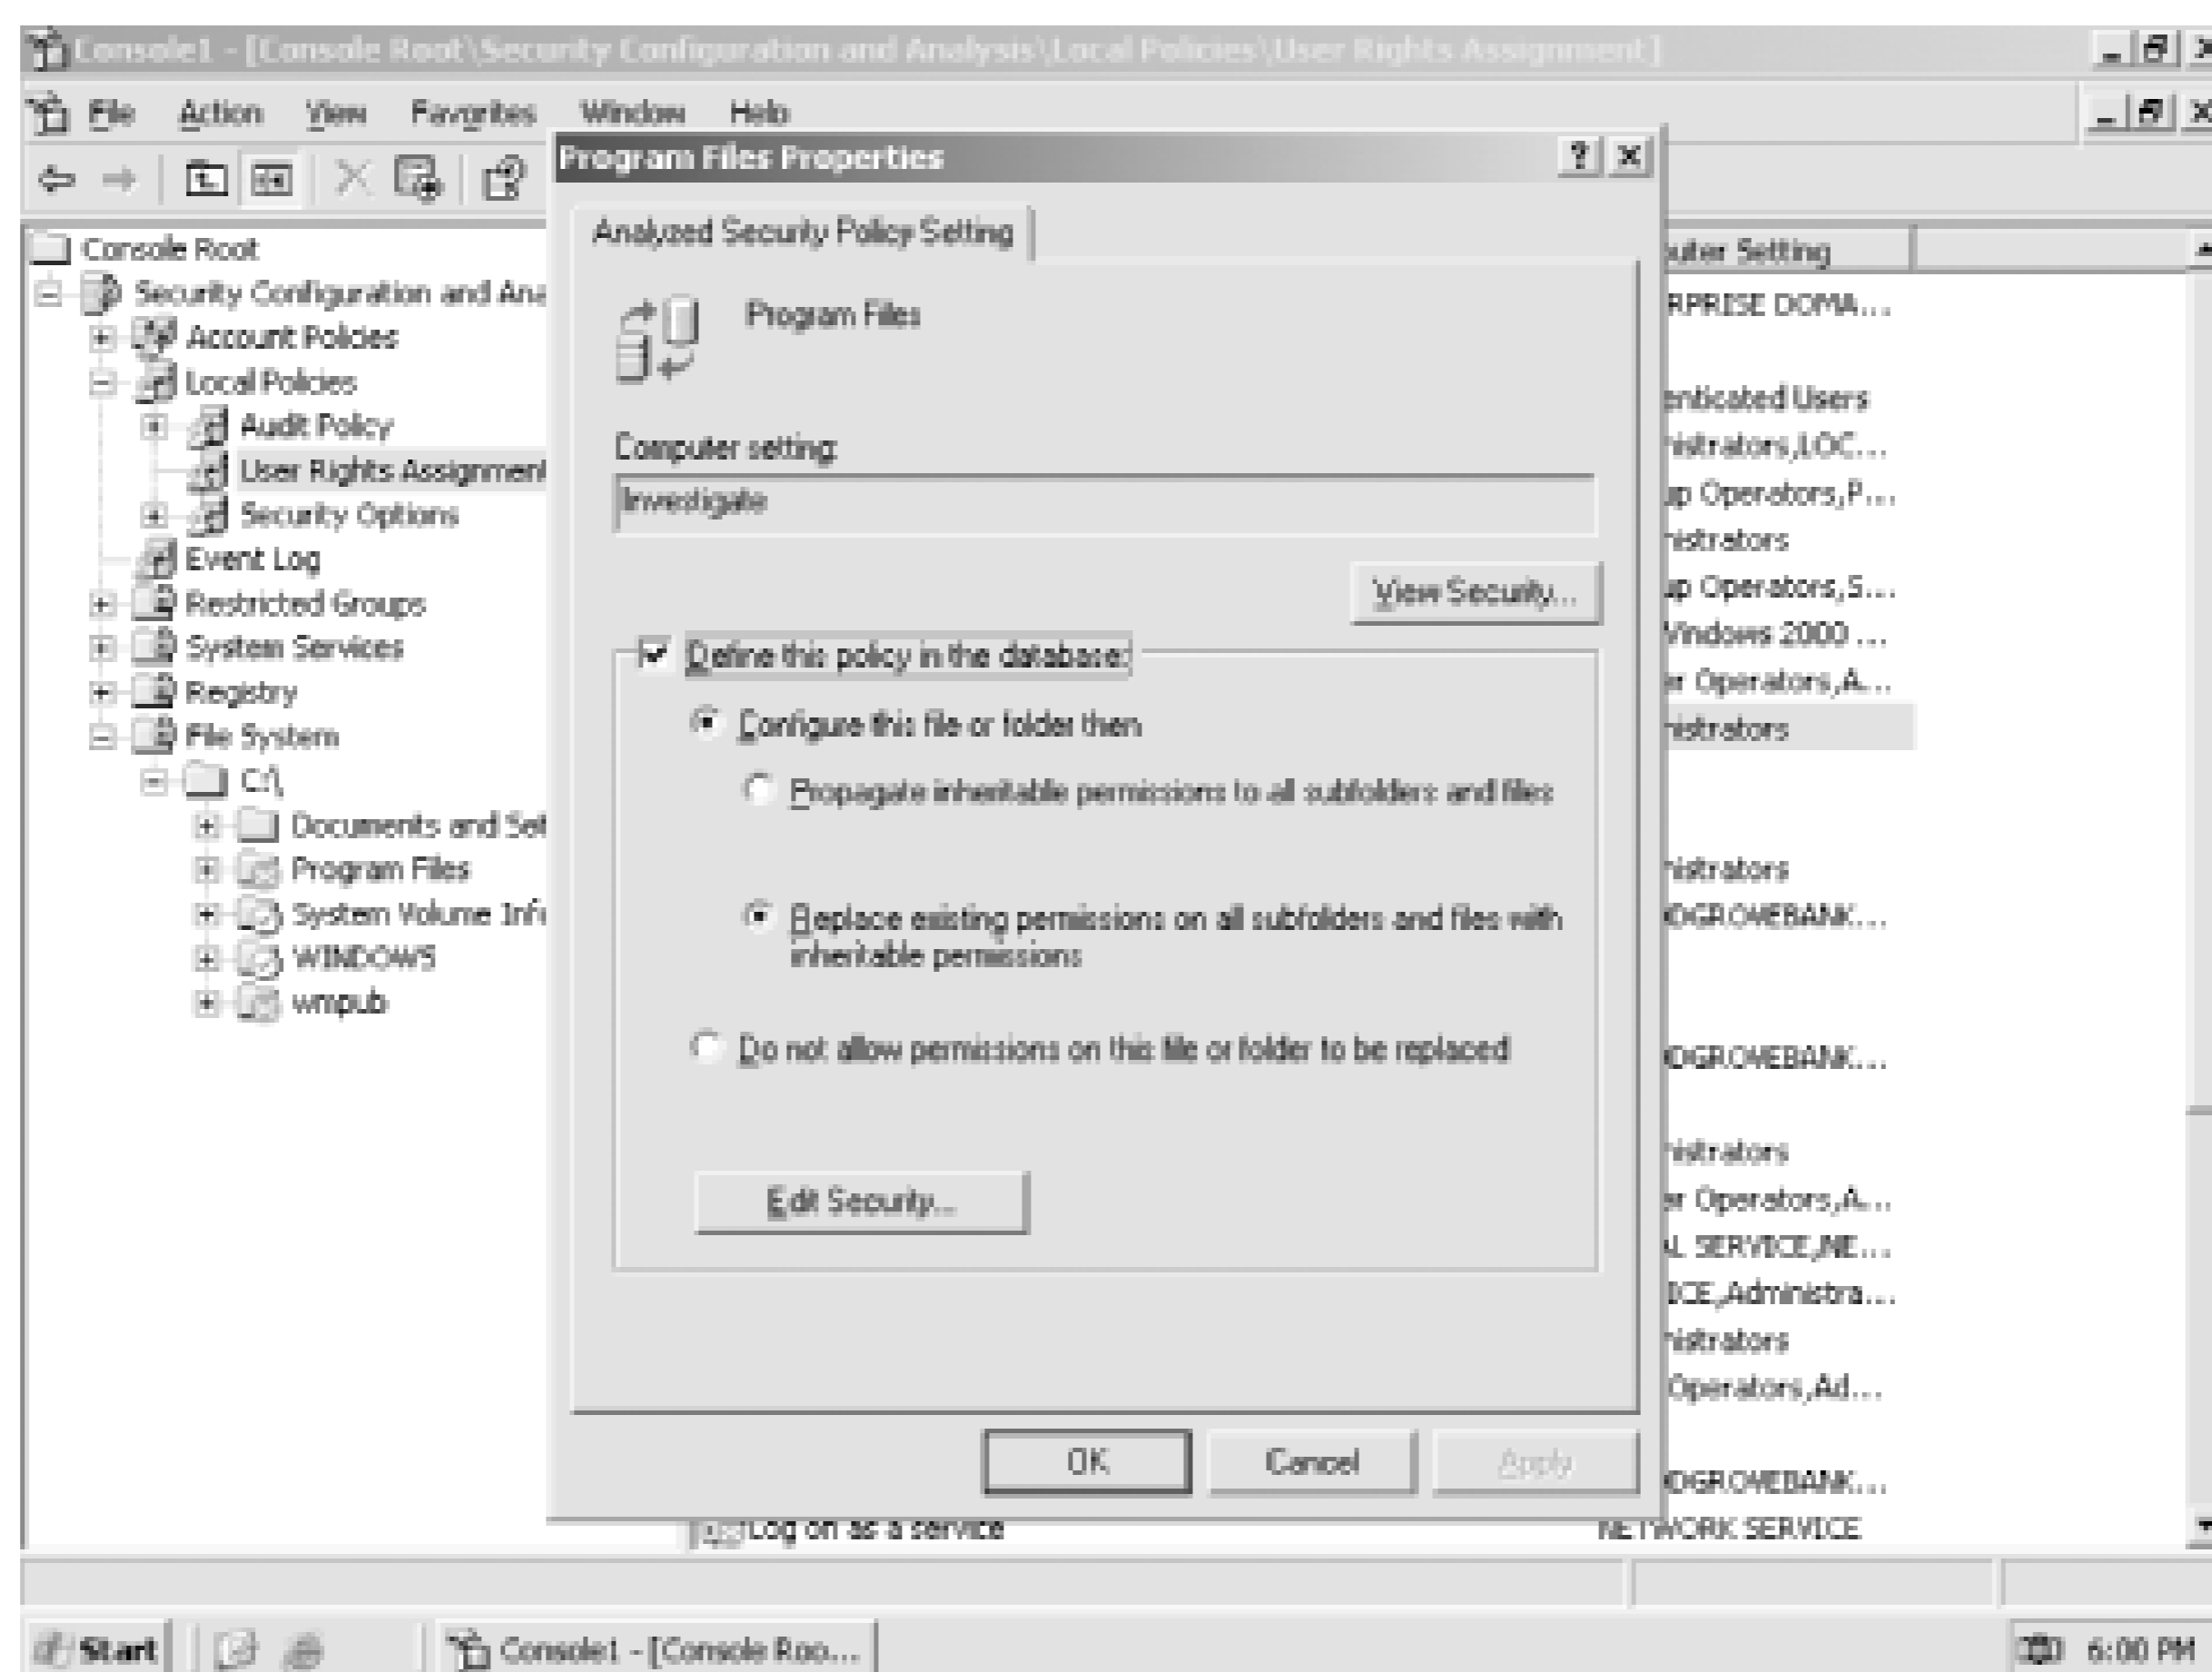 Console1 - [Console Root\Security Configuration and Analysis\Local Policies\User Rights Assignment]
File Action View Favorites Window Help
Program Files Properties
Analyzed Security Policy Setting
Program Files
Computer setting:
Investigate
View Security...
Define this policy in the database:
Configure this file or folder then
Propagate inheritable permissions to all subfolders and files
Replace existing permissions on all subfolders and files with
inheritable permissions
Do not allow permissions on this file or folder to be replaced
Edit Security...
OK Cancel Apply
Console Root
Security Configuration and Ana
Account Policies
Local Policies
Audit Policy
User Rights Assignment
Security Options
Event Log
Restricted Groups
System Services
Registry
File System
C:\
Documents and Set
Program Files
System Volume Info
WINDOWS
wmpub
uter Setting
RPRISE DOMA...
enticated Users
nistrators,LOC...
up Operators,P...
nistrators
up Operators,S...
Windows 2000 ...
er Operators,A...
nistrators
nistrators
DGROVEBANK...
DGROVEBANK...
nistrators
er Operators,A...
AL SERVICE,NE...
ICE,Administra...
nistrators
Operators,Ad...
DGROVEBANK...
Log on as a service NETWORK SERVICE
Start Console1 - [Console Roo... 6:00 PM